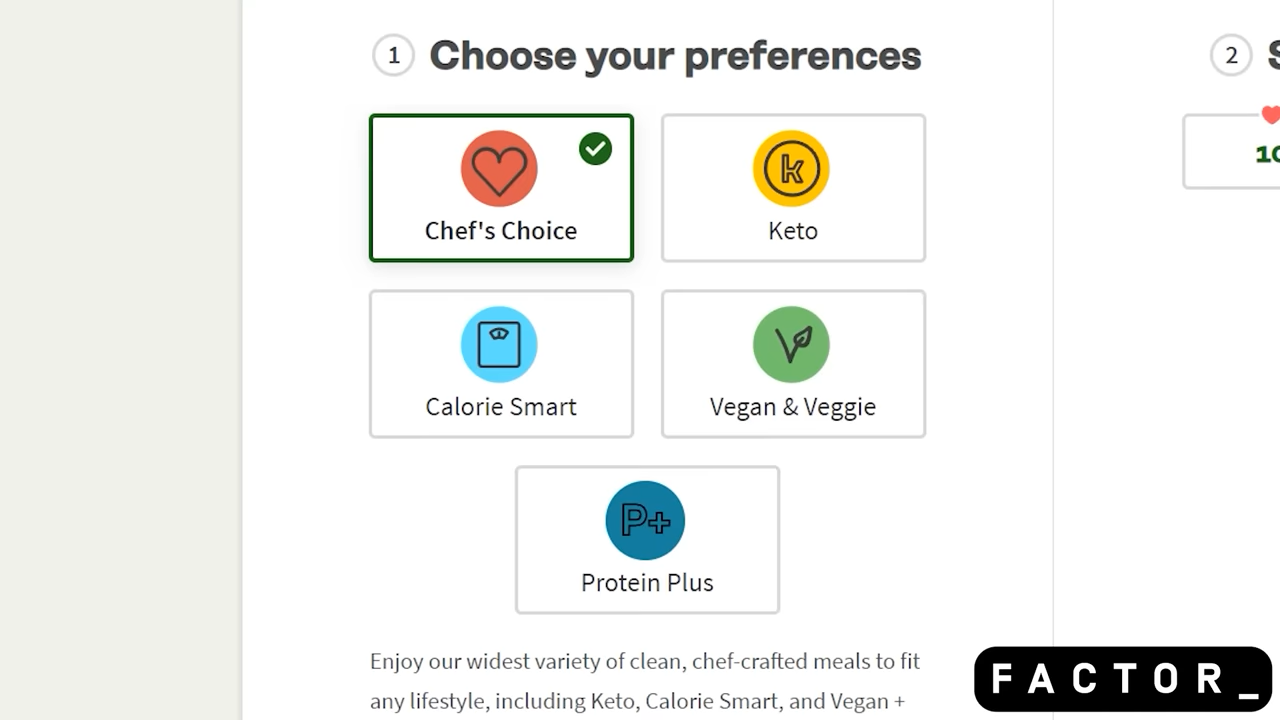 1 Choose your preferences
2
Chef's Choice
Keto
Calorie Smart
Vegan & Veggie
P+
Protein Plus
Enjoy our widest variety of clean, chef-crafted meals to fit
any lifestyle, including Keto, Calorie Smart, and Vegan +
FACTOR_